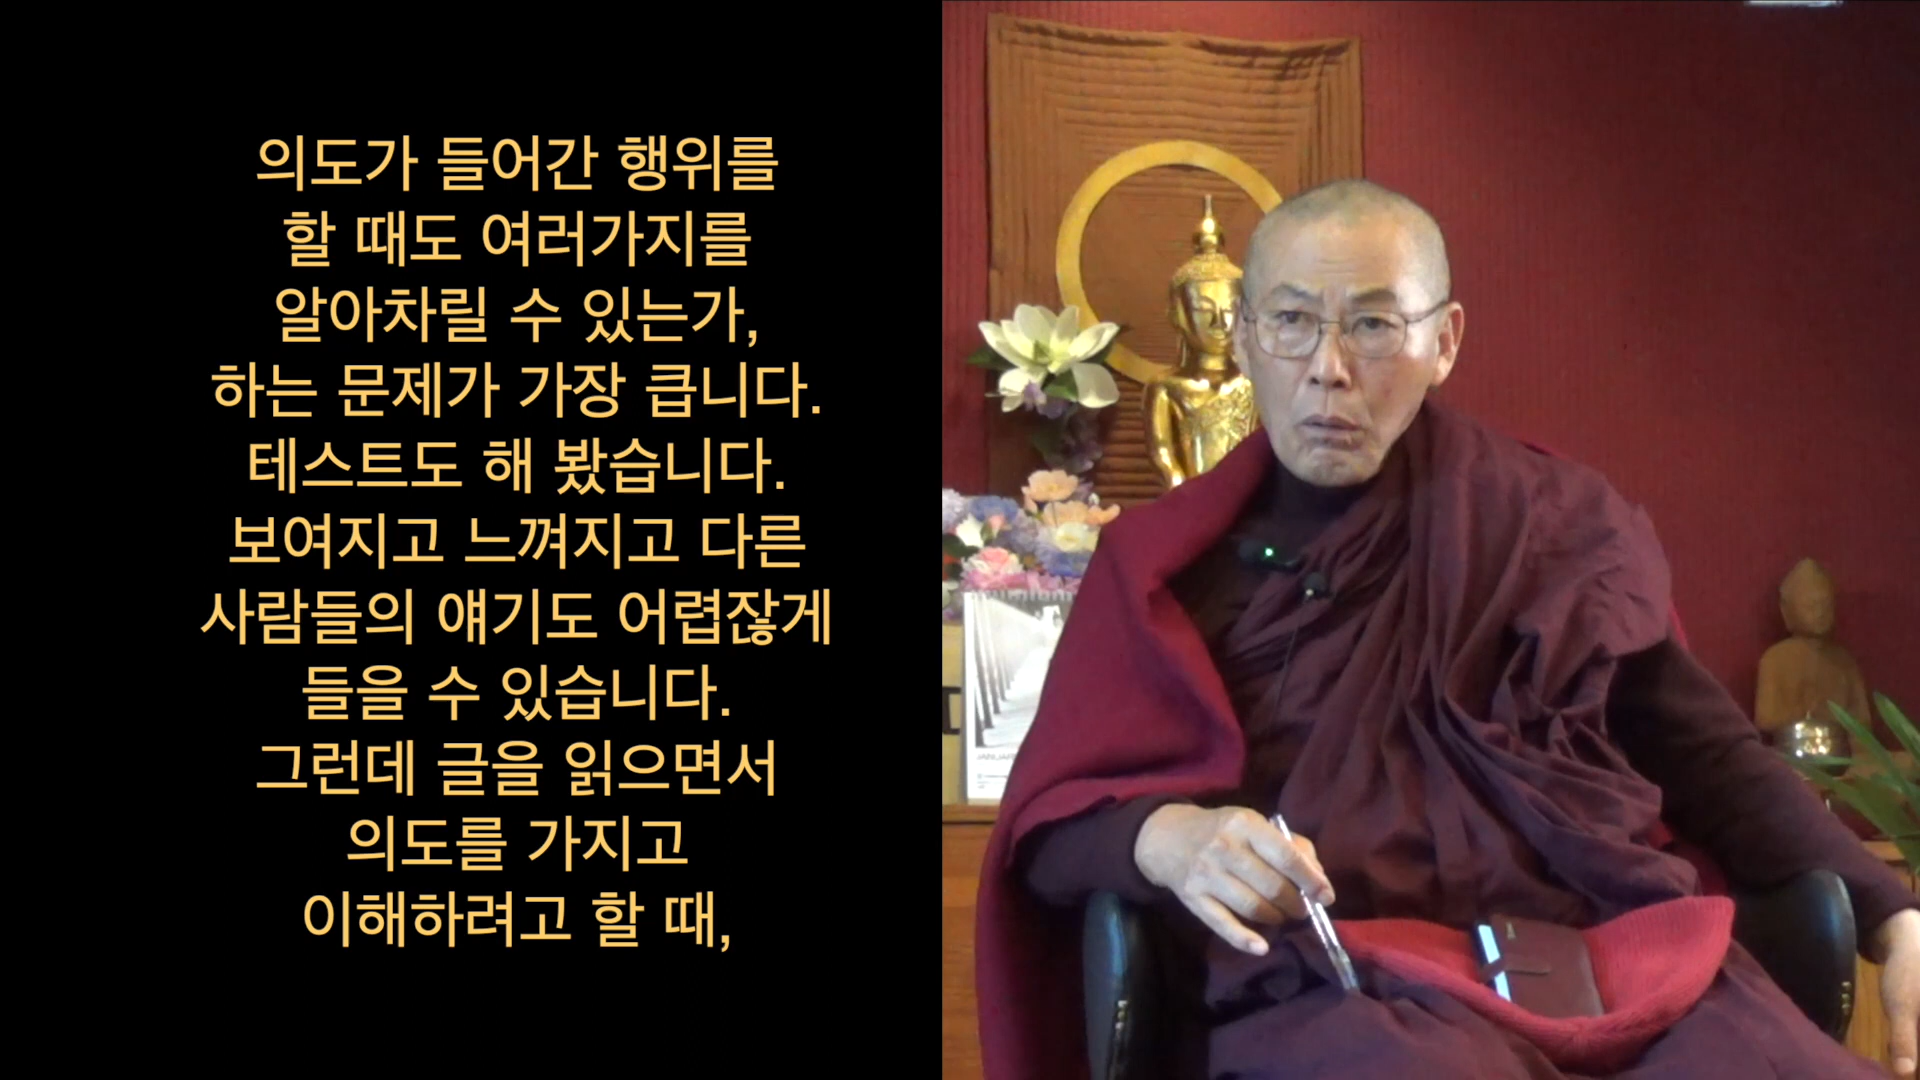 의도가 들어간 행위를
할 때도 여러가지를
알아차릴 수 있는가,
하는 문제가 가장 큽니다.
테스트도 해 봤습니다.
보여지고 느껴지고 다른
사람들의 얘기도 어렵잖게
들을 수 있습니다.
그런데 글을 읽으면서
의도를 가지고
이해하려고 할 때,